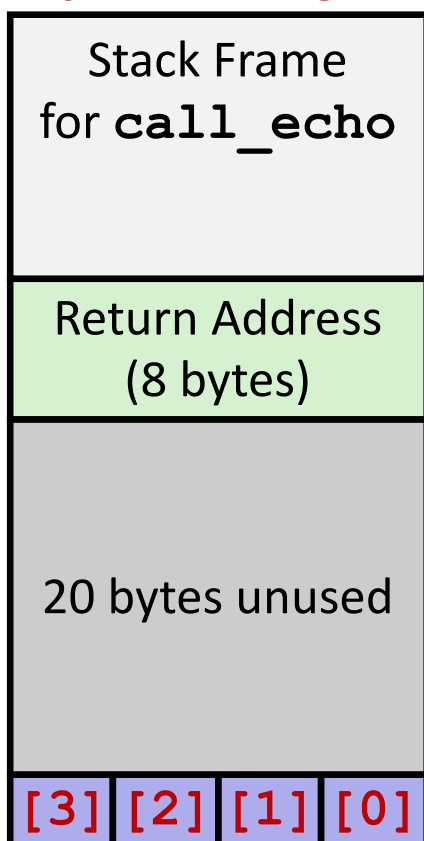 Stack Frame
for call_echo
Return Address
(8 bytes)
20 bytes unused
[3] [2] [1] [0]